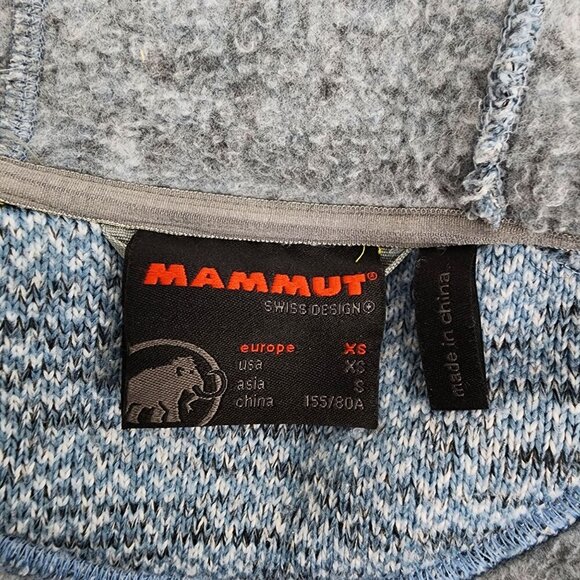 MAMMUT®
SWISS DESIGN
europe XS
usa XS
asia S
china 155/80A
made in china